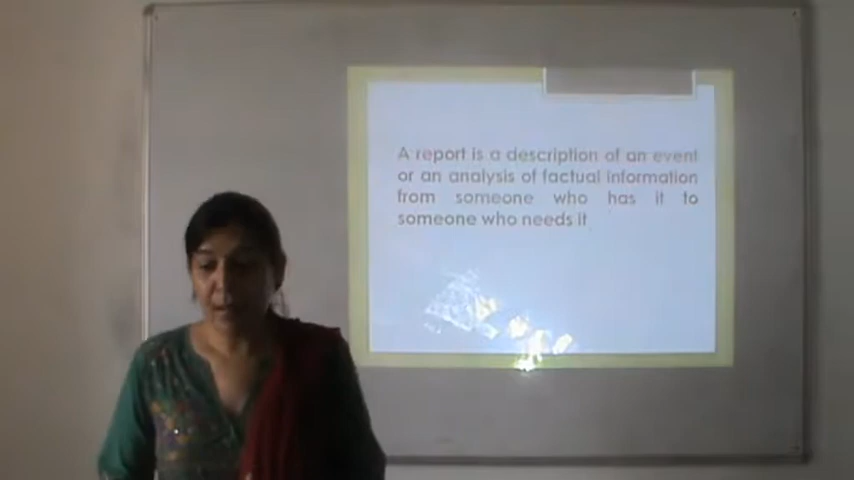 A report is a description of an event
or an analysis of factual information
from someone who has it to
someone who needs it